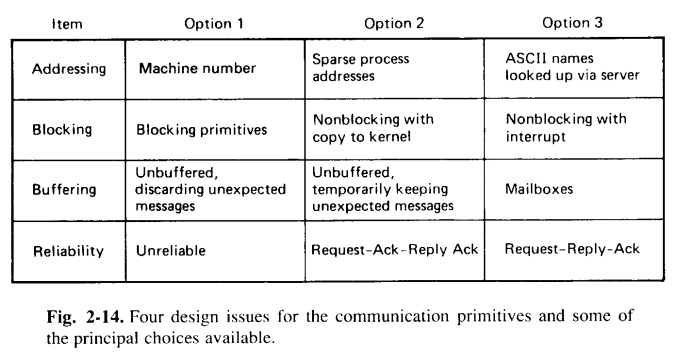 Item Option 1 Option 2 Option 3
Addressing Machine number Sparse process addresses ASCII names looked up via server
Blocking Blocking primitives Nonblocking with copy to kernel Nonblocking with interrupt
Buffering Unbuffered, discarding unexpected messages Unbuffered, temporarily keeping unexpected messages Mailboxes
Reliability Unreliable Request-Ack-Reply Ack Request-Reply-Ack
Fig. 2-14. Four design issues for the communication primitives and some of
the principal choices available.